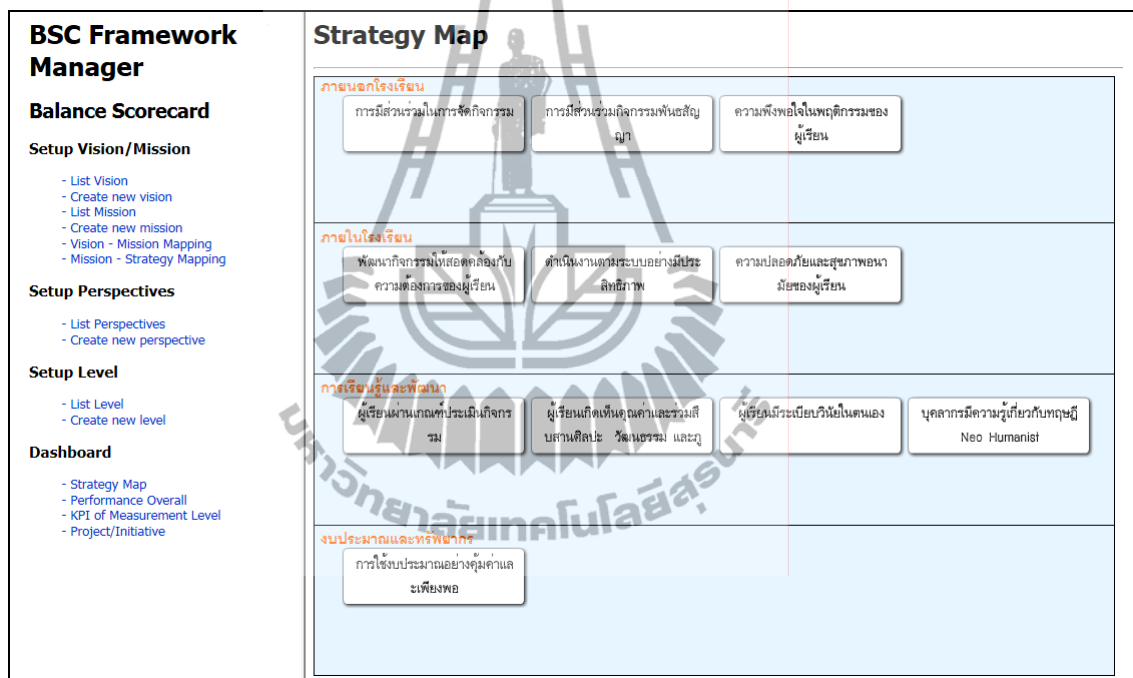 BSC Framework
Manager
Balance Scorecard
Setup Vision/Mission
- List Vision
- Create new vision
- List Mission
- Create new mission
- Vision - Mission Mapping
- Mission - Strategy Mapping
Setup Perspectives
- List Perspectives
- Create new perspective
Setup Level
- List Level
- Create new level
Dashboard
- Strategy Map
- Performance Overall
- KPI of Measurement Level
- Project/Initiative
Strategy Map
ภายนอกโรงเรียน
การมีส่วนร่วมในการจัดกิจกรรม
การมีส่วนร่วมกิจกรรมพันธสัญ
ญา
ความพึงพอใจในพฤติกรรมของ
ผู้เรียน
ภายในโรงเรียน
พัฒนากิจกรรมให้สอดคล้องกับ
ความต้องการของผู้เรียน
ดำเนินงานตามระบบอย่างมีประ
สิทธิภาพ
ความปลอดภัยและสุขภาพอนา
มัยของผู้เรียน
การเรียนรู้และพัฒนา
ผู้เรียนผ่านเกณฑ์ประเมินกิจกร
รม
ผู้เรียนเกิดเห็นคุณค่าและร่วมสื
บสานศิลปะ วัฒนธรรม และภู
ผู้เรียนมีระเบียบวินัยในตนเอง
บุคลากรมีความรู้เกี่ยวกับทฤษฎี
Neo Humanist
งบประมาณและทรัพยากร
การใช้งบประมาณอย่างคุ้มค่าแล
ะเพียงพอ
มหาวิทยาลัยเทคโนโลยีสุรนารี